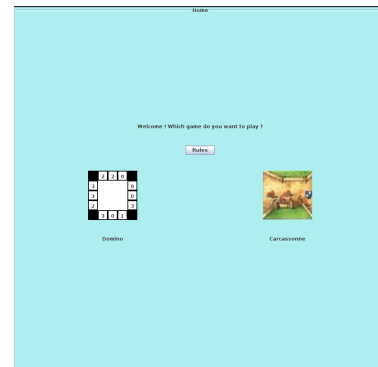 Home
Welcome ! Which game do you want to play ?
Rules
2 2 0
3 0
3 0
2 3
3 0 1
Domino Carcassonne